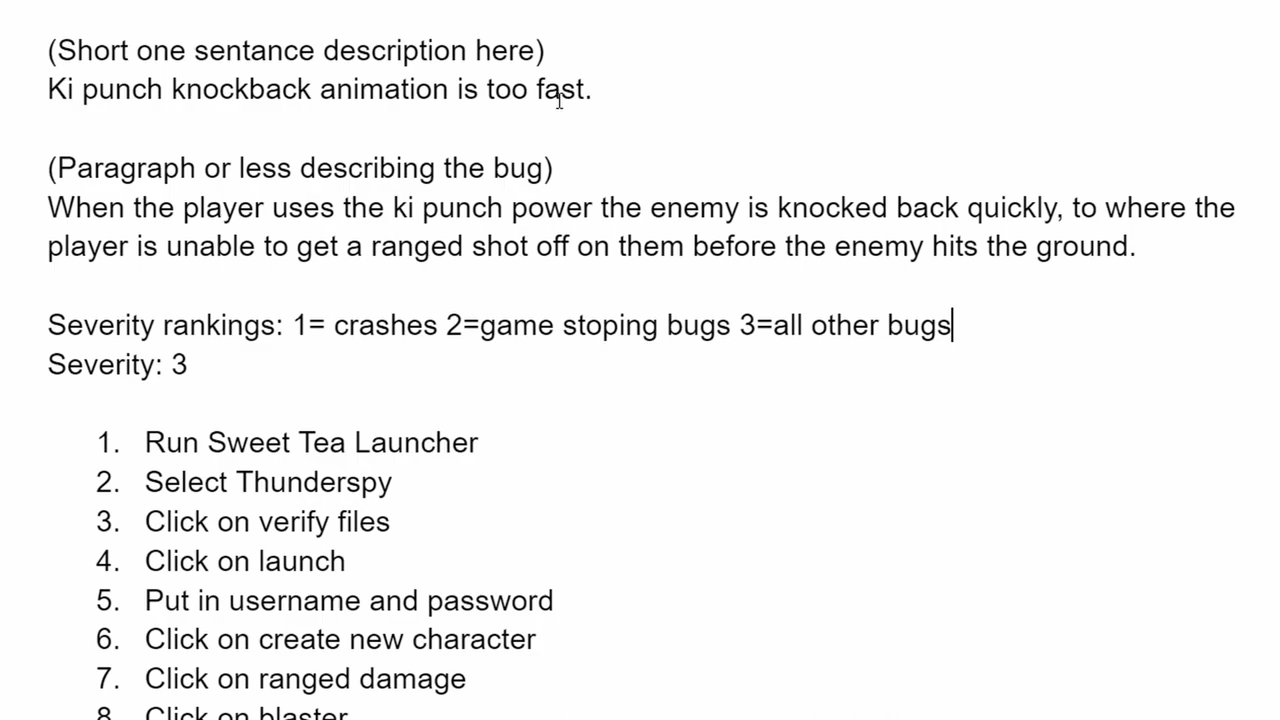 (Short one sentence description here)
Ki punch knockback animation is too fast.
(Paragraph or less describing the bug)
When the player uses the ki punch power the enemy is knocked back quickly, to where the
player is unable to get a ranged shot off on them before the enemy hits the ground.
Severity rankings: 1= crashes 2=game stoping bugs 3=all other bugs
Severity: 3
1. Run Sweet Tea Launcher
2. Select Thunderspy
3. Click on verify files
4. Click on launch
5. Put in username and password
6. Click on create new character
7. Click on ranged damage
8. Click on blaster